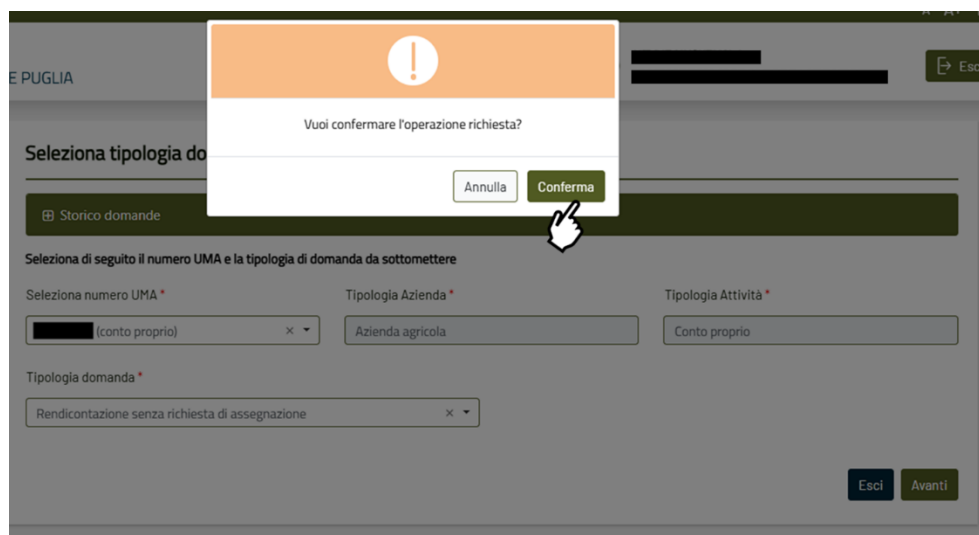 E PUGLIA
Vuoi confermare l'operazione richiesta?
Annulla
Conferma
Seleziona tipologia do
Storico domande
Seleziona di seguito il numero UMA e la tipologia di domanda da sottomettere
Seleziona numero UMA *
Tipologia Azienda *
Tipologia Attività *
(conto proprio)
Azienda agricola
Conto proprio
Tipologia domanda *
Rendicontazione senza richiesta di assegnazione
Esci
Avanti